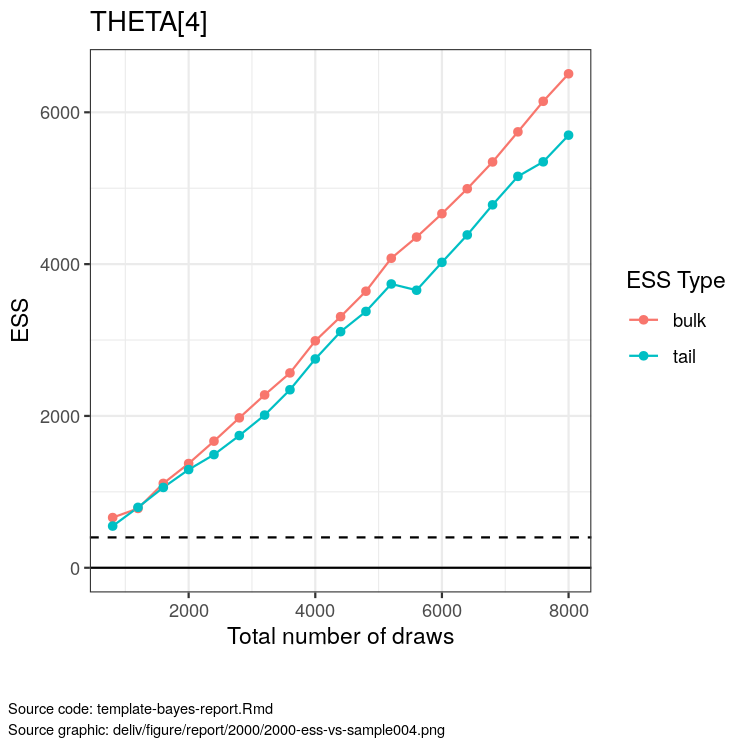 THETA[4]
6000
4000
2000
0
ESS
2000 4000 6000 8000
Total number of draws
ESS Type
bulk
tail
Source code: template-bayes-report.Rmd
Source graphic: deliv/figure/report/2000/2000-ess-vs-sample004.png